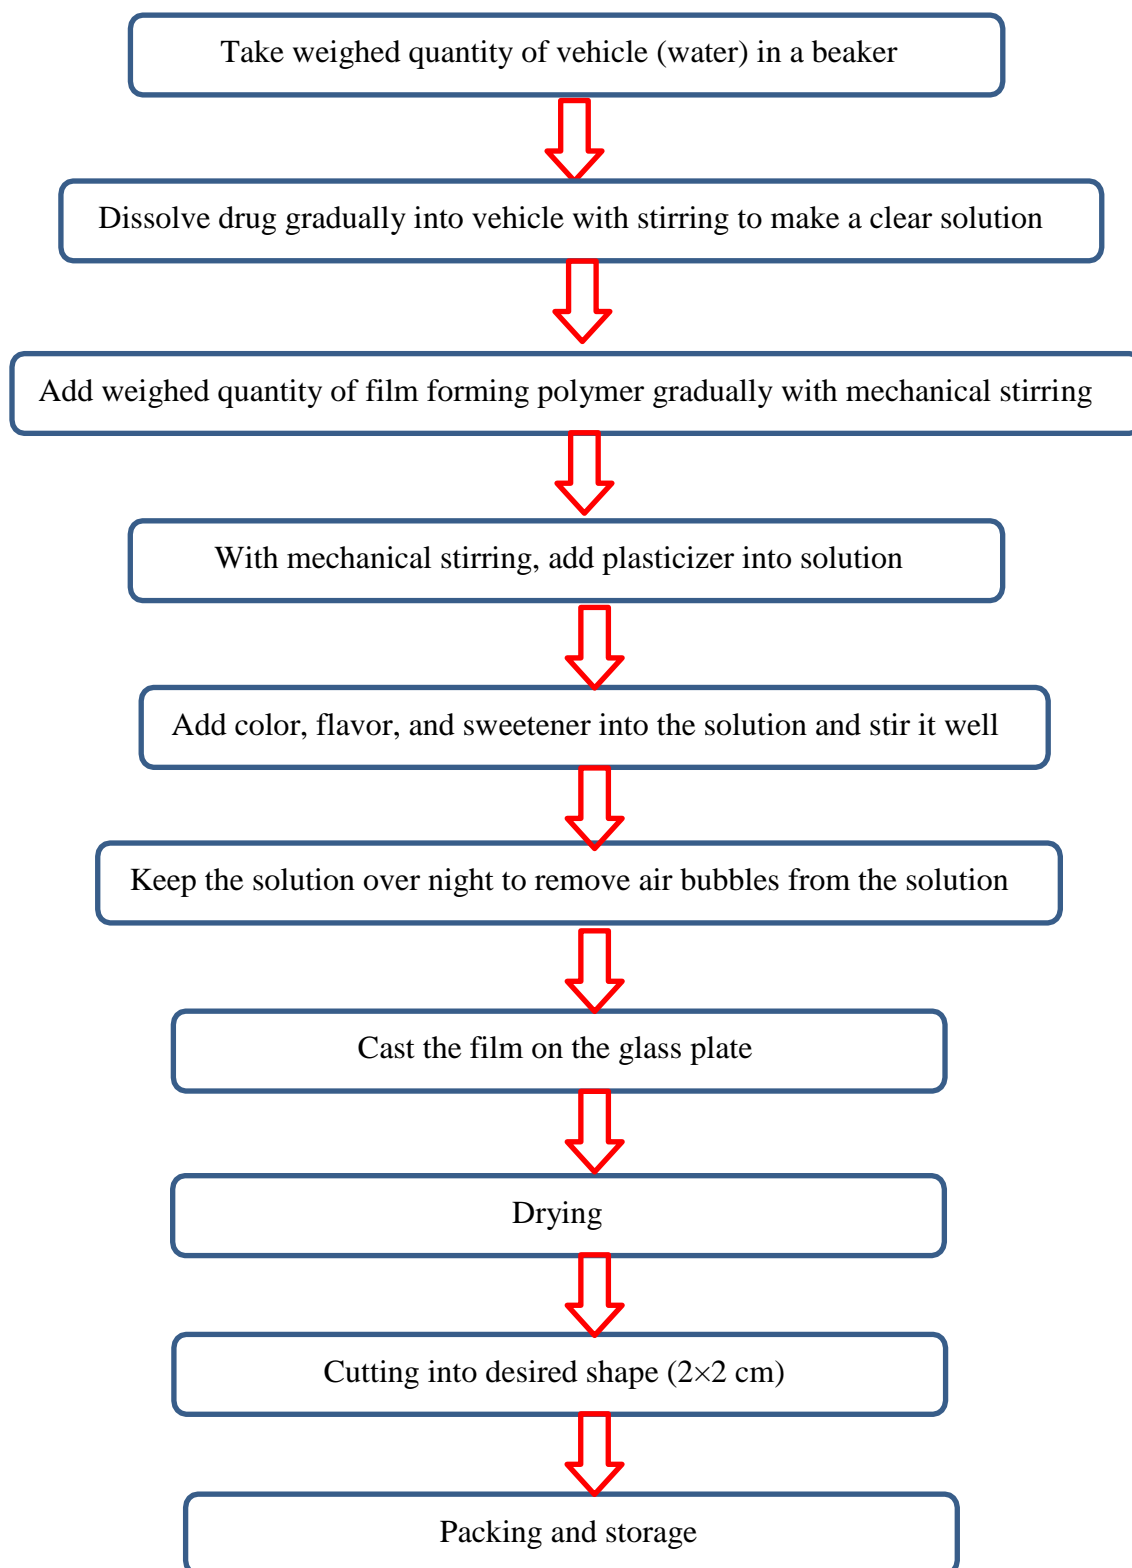 Take weighed quantity of vehicle (water) in a beaker
Dissolve drug gradually into vehicle with stirring to make a clear solution
Add weighed quantity of film forming polymer gradually with mechanical stirring
With mechanical stirring, add plasticizer into solution
Add color, flavor, and sweetener into the solution and stir it well
Keep the solution over night to remove air bubbles from the solution
Cast the film on the glass plate
Drying
Cutting into desired shape (2×2 cm)
Packing and storage